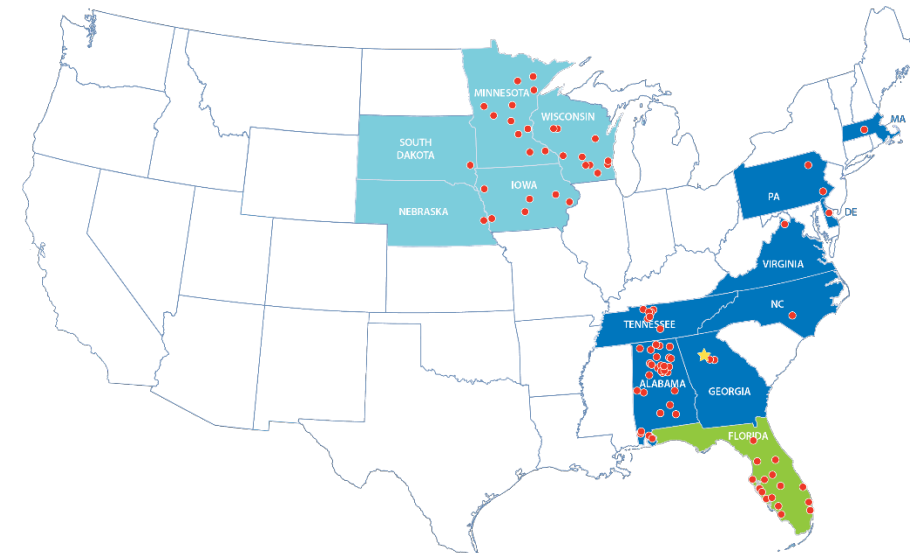 MINNESOTA
WISCONSIN
MA
SOUTH
DAKOTA
IOWA
PA
NEBRASKA
DE
VIRGINIA
NC
TENNESSEE
ALABAMA
GEORGIA
FLORIDA